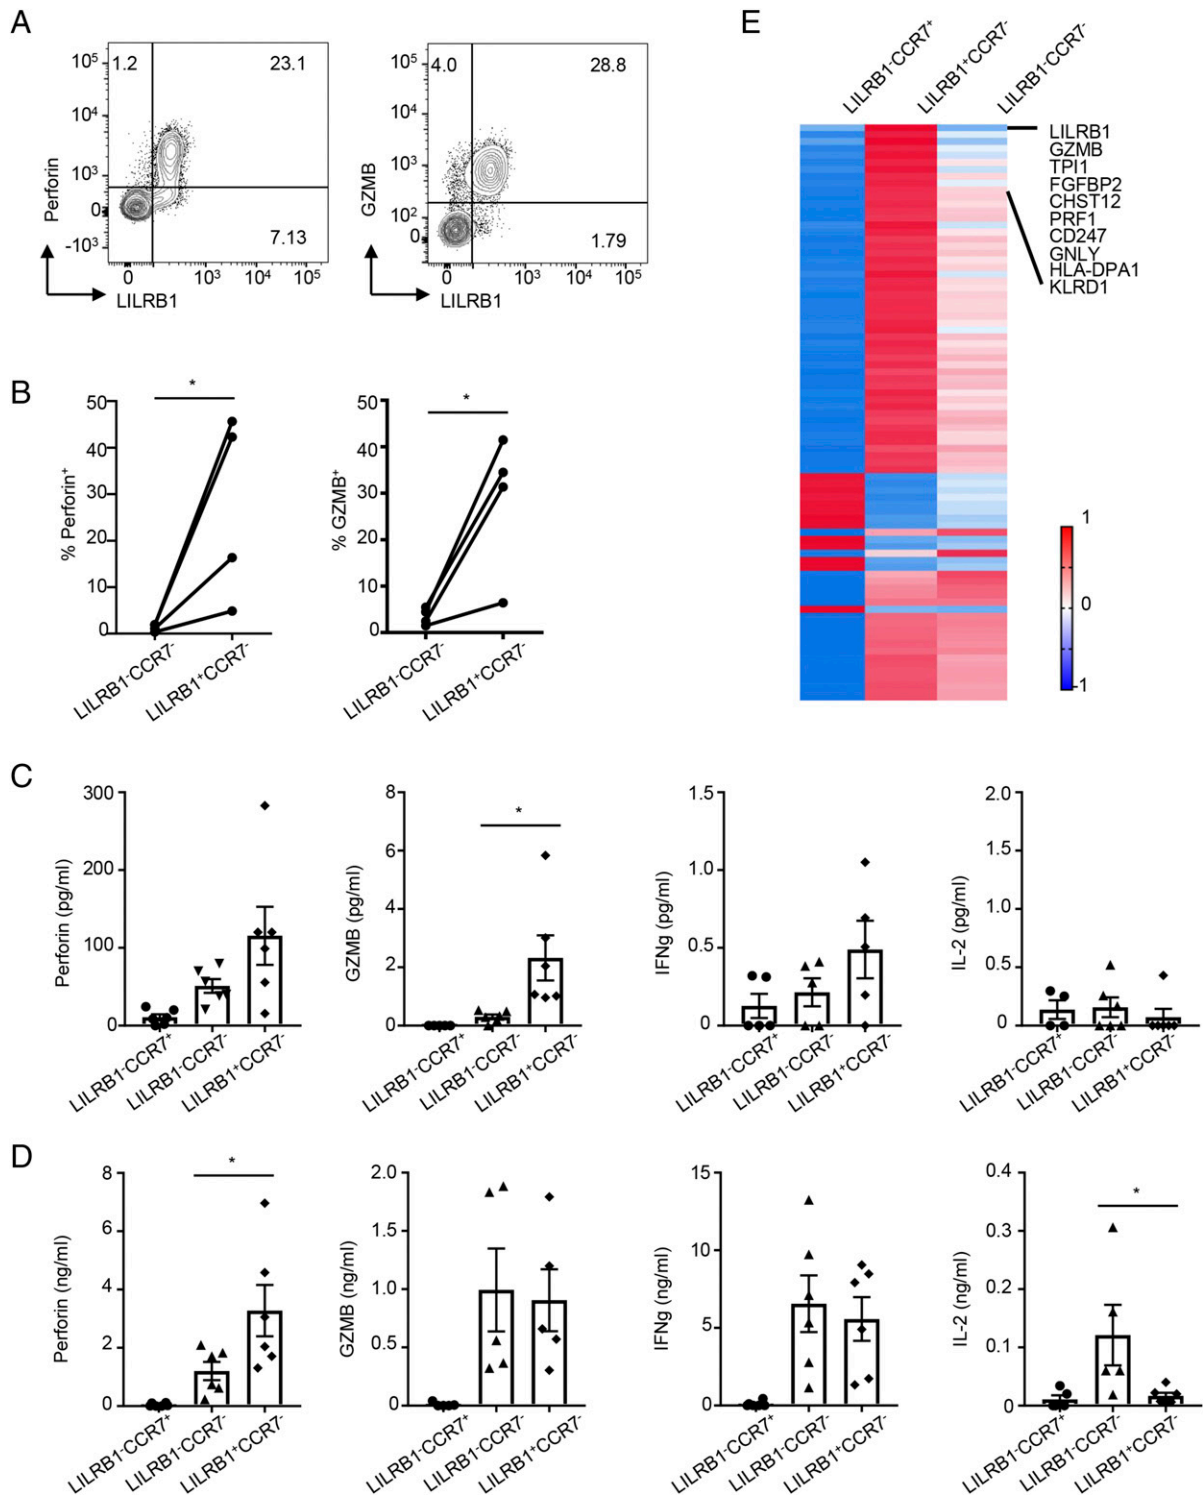 A
10⁵
10⁴
10³
0
-10³
1.2
23.1
7.13
Perforin
0
10³
10⁴
10⁵
LILRB1
10⁵
10⁴
10³
10²
0
4.0
28.8
1.79
GZMB
0
10³
10⁴
10⁵
LILRB1
E
LILRB1⁻CCR7⁺
LILRB1⁺CCR7⁻
LILRB1⁻CCR7⁻
LILRB1
GZMB
TPI1
FGFBP2
CHST12
PRF1
CD247
GNLY
HLA-DPA1
KLRD1
1
0
-1
B
% Perforin⁺
50
40
30
20
10
0
*
LILRB1⁻CCR7⁻
LILRB1⁺CCR7⁻
% GZMB⁺
50
40
30
20
10
0
*
LILRB1⁻CCR7⁻
LILRB1⁺CCR7⁻
C
Perforin (pg/ml)
300
200
100
0
LILRB1⁻CCR7⁺
LILRB1⁻CCR7⁻
LILRB1⁺CCR7⁻
GZMB (pg/ml)
8
6
4
2
0
*
LILRB1⁻CCR7⁺
LILRB1⁻CCR7⁻
LILRB1⁺CCR7⁻
IFNg (pg/ml)
1.5
1.0
0.5
0
LILRB1⁻CCR7⁺
LILRB1⁻CCR7⁻
LILRB1⁺CCR7⁻
IL-2 (pg/ml)
2.0
1.5
1.0
0.5
0
LILRB1⁻CCR7⁺
LILRB1⁻CCR7⁻
LILRB1⁺CCR7⁻
D
Perforin (ng/ml)
8
6
4
2
0
*
LILRB1⁻CCR7⁺
LILRB1⁻CCR7⁻
LILRB1⁺CCR7⁻
GZMB (ng/ml)
2.0
1.5
1.0
0.5
0
LILRB1⁻CCR7⁺
LILRB1⁻CCR7⁻
LILRB1⁺CCR7⁻
IFNg (ng/ml)
15
10
5
0
LILRB1⁻CCR7⁺
LILRB1⁻CCR7⁻
LILRB1⁺CCR7⁻
IL-2 (ng/ml)
0.4
0.3
0.2
0.1
0
*
LILRB1⁻CCR7⁺
LILRB1⁻CCR7⁻
LILRB1⁺CCR7⁻